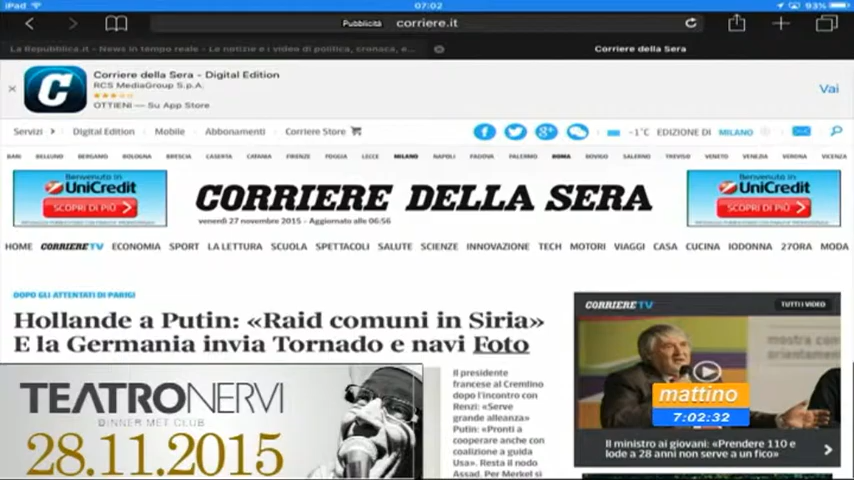 iPad
07:02
93%
Pubblicità corriere.it
La Repubblica.it - News in tempo reale - Le notizie e i video di politica, cronaca, e...
Corriere della Sera
Corriere della Sera - Digital Edition
RCS MediaGroup S.p.A.
OTTIENI — Su App Store
Vai
Servizi
Digital Edition
Mobile
Abbonamenti
Corriere Store
-1°C
EDIZIONE DI MILANO
BARI BELLUNO BERGAMO BOLOGNA BRESCIA CASERTA CATANIA FIRENZE FOGGIA LECCE MILANO NAPOLI PADOVA PALERMO ROMA ROVIGO SALERNO TREVISO VENETO VENEZIA VERONA VICENZA
Benvenuto in
UniCredit
SCOPRI DI PIÙ
CORRIERE DELLA SERA
venerdì 27 novembre 2015 - Aggiornato alle 06:56
Benvenuto in
UniCredit
SCOPRI DI PIÙ
HOME CORRIERETV ECONOMIA SPORT LA LETTURA SCUOLA SPETTACOLI SALUTE SCIENZE INNOVAZIONE TECH MOTORI VIAGGI CASA CUCINA IODONNA 27ORA MODA
DOPO GLI ATTENTATI DI PARIGI
Hollande a Putin: «Raid comuni in Siria»
E la Germania invia Tornado e navi Foto
TEATRONERVI
DINNER MET CLUB
28.11.2015
Il presidente
francese al Cremlino
dopo l'incontro con
Renzi: «Serve
grande alleanza»
Putin: «Pronti a
cooperare anche con
coalizione a guida
Usa». Resta il nodo
Assad. Per Merkel si
CORRIERETV
TUTTI I VIDEO
mostra com
orientament
mattino
7:02:32
Il ministro ai giovani: «Prendere 110 e
lode a 28 anni non serve a un fico»